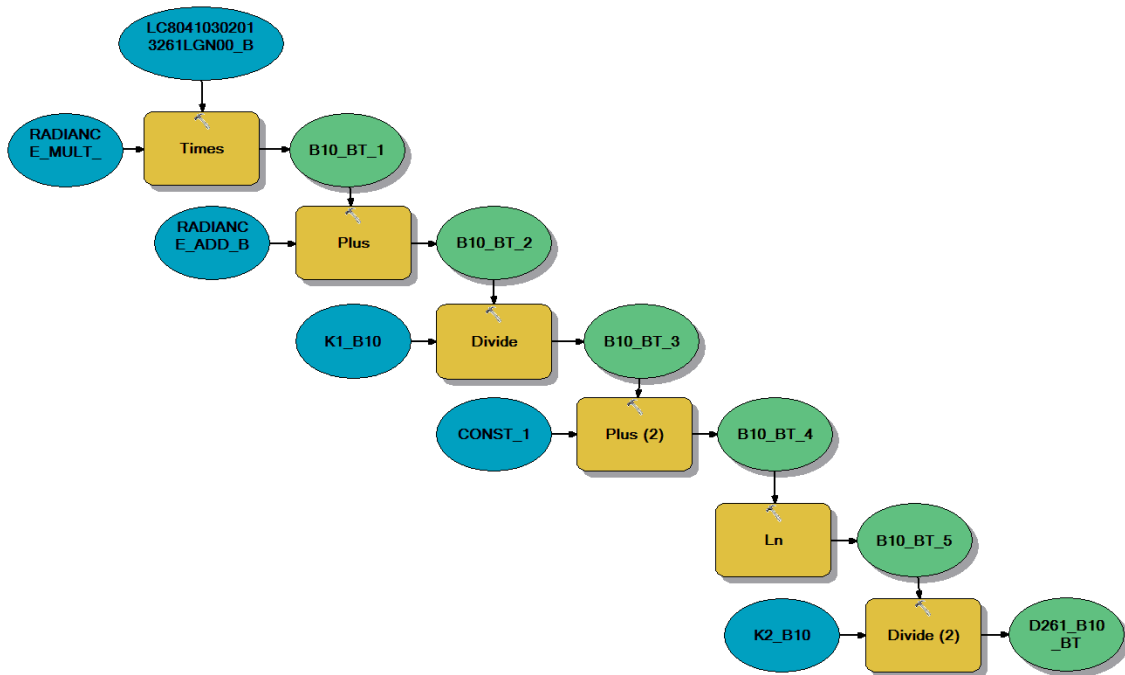 LC8041030201
3261LGN00_B
RADIANC
E_MULT_
Times
B10_BT_1
RADIANC
E_ADD_B
Plus
B10_BT_2
K1_B10
Divide
B10_BT_3
CONST_1
Plus (2)
B10_BT_4
Ln
B10_BT_5
K2_B10
Divide (2)
D261_B10
_BT